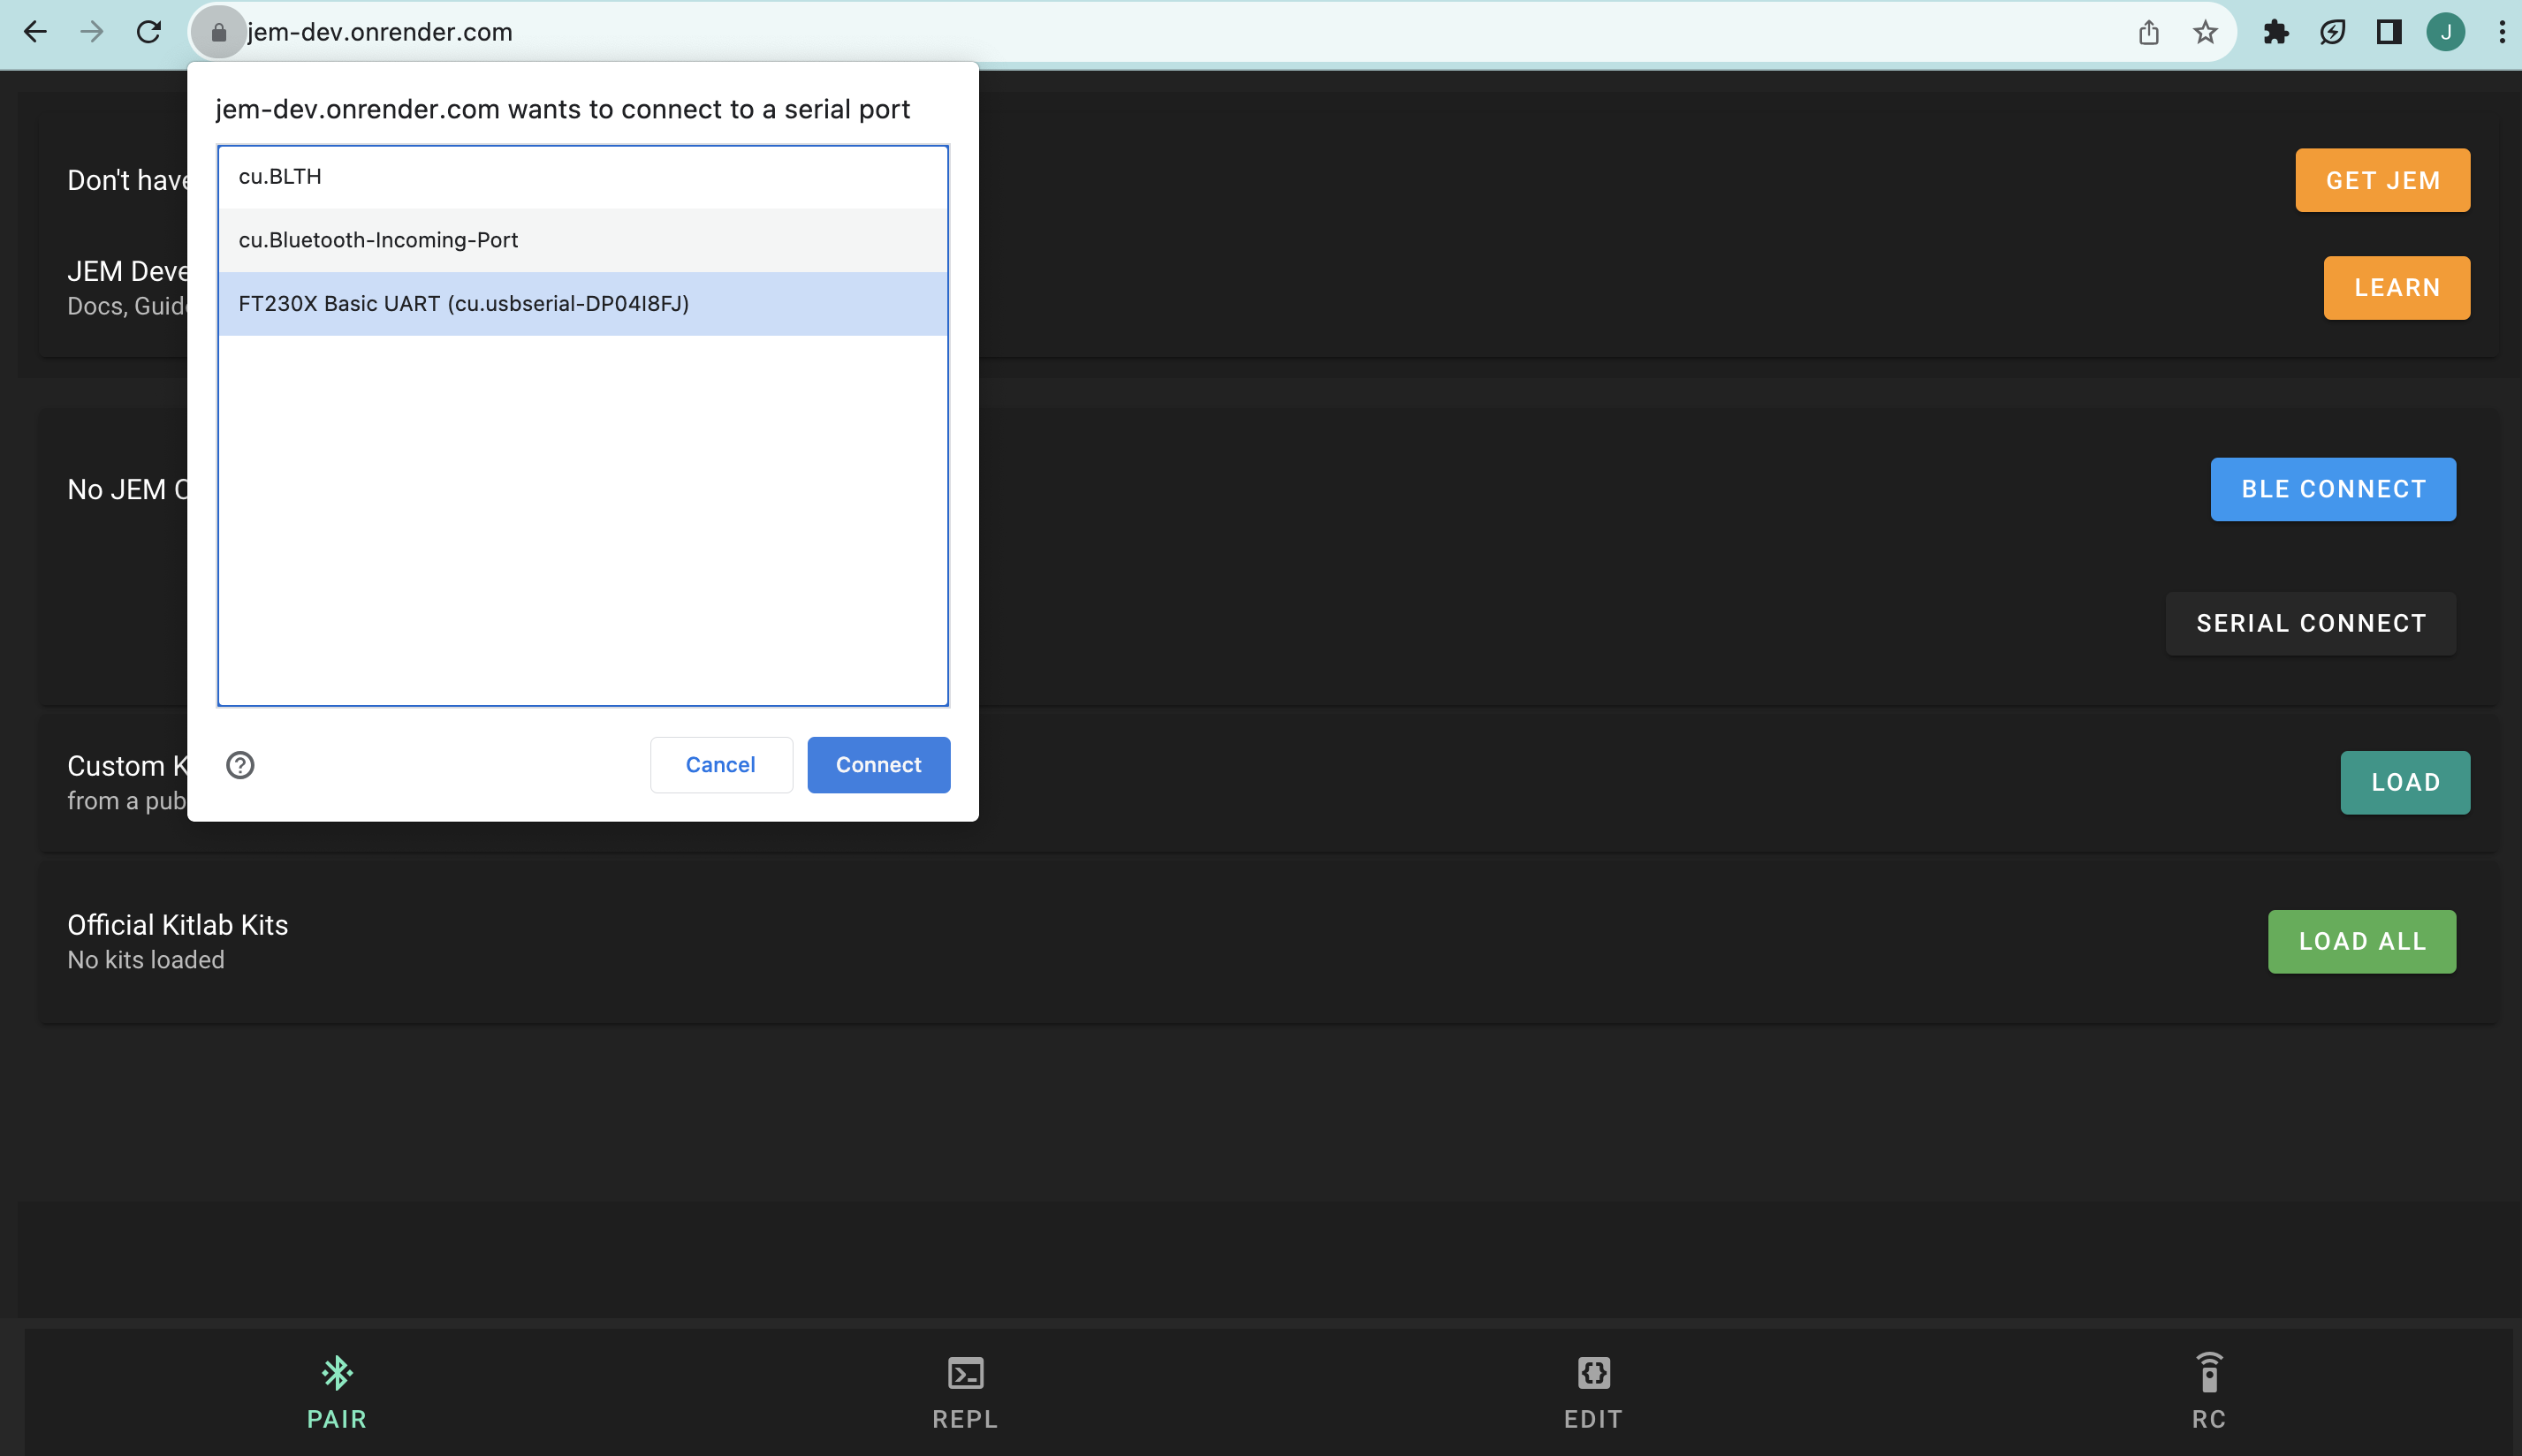 jem-dev.onrender.com
J
jem-dev.onrender.com wants to connect to a serial port
cu.BLTH
cu.Bluetooth-Incoming-Port
FT230X Basic UART (cu.usbserial-DP04I8FJ)
Cancel
Connect
Don't have
GET JEM
JEM Deve
Docs, Guid
LEARN
No JEM C
BLE CONNECT
SERIAL CONNECT
Custom K
from a pub
LOAD
Official Kitlab Kits
No kits loaded
LOAD ALL
PAIR
REPL
EDIT
RC